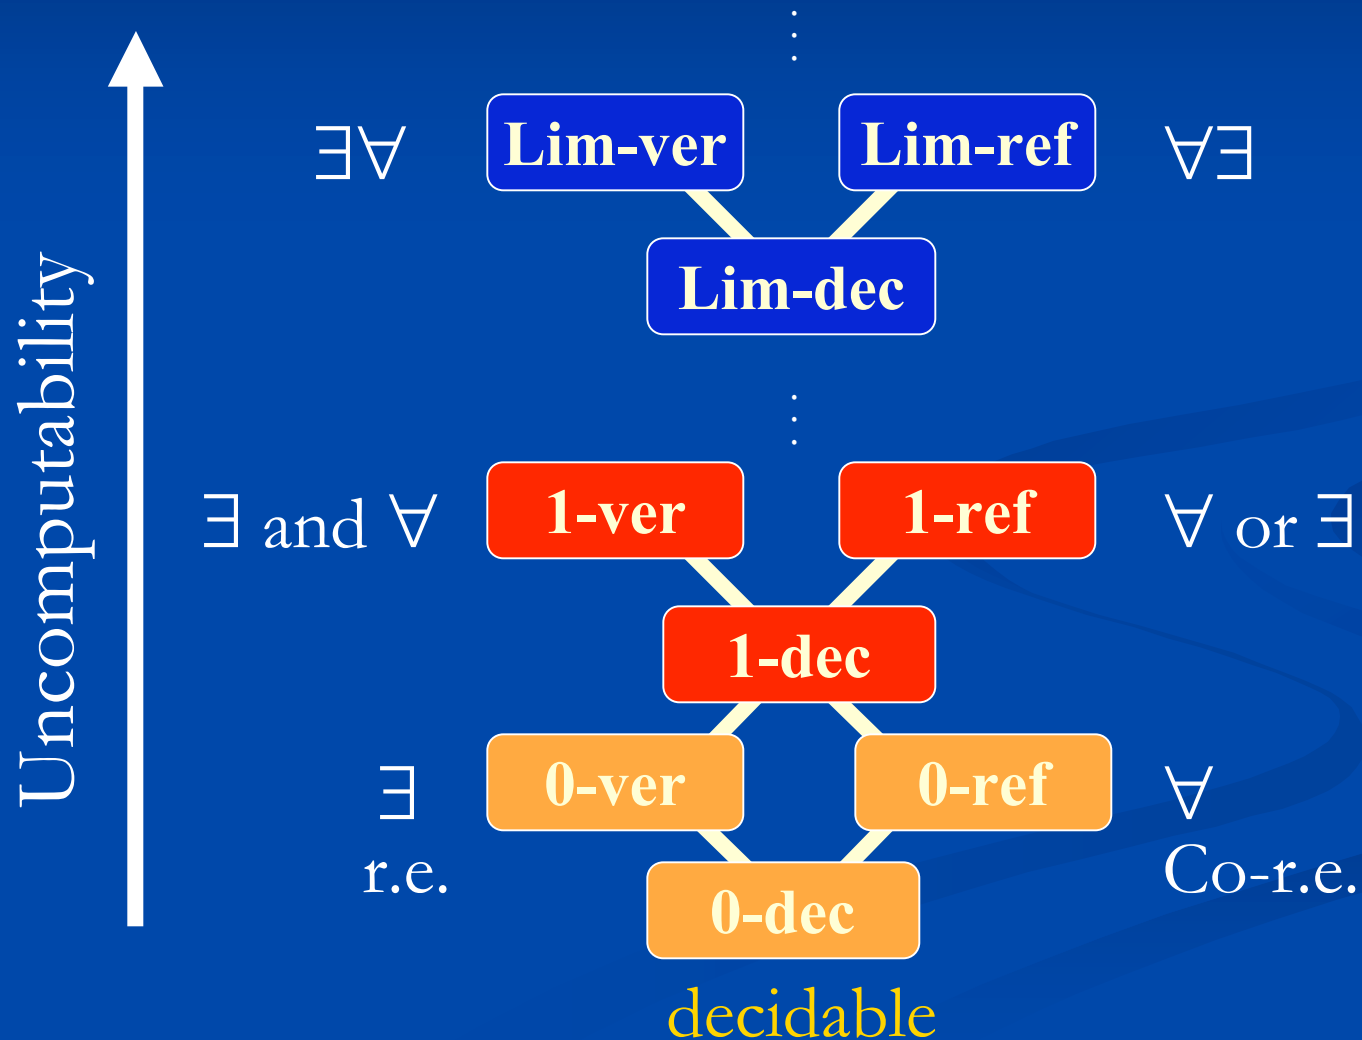 ⋮
∃∀ Lim-ver Lim-ref ∀∃
Lim-dec
⋮
∃ and ∀ 1-ver 1-ref ∀ or ∃
1-dec
∃ 0-ver 0-ref ∀
r.e. Co-r.e.
0-dec
decidable
Uncomputability